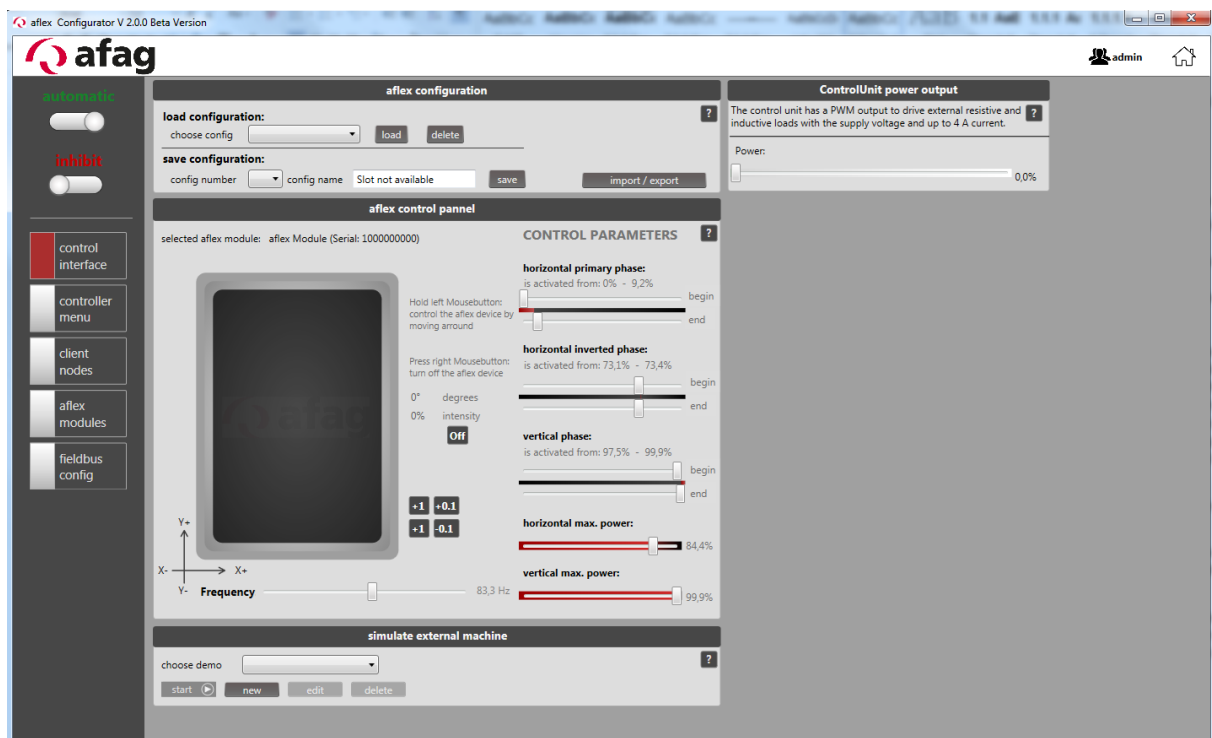 aflex Configurator V 2.0.0 Beta Version
afag
admin
automatic
inhibit
control
interface
controller
menu
client
nodes
aflex
modules
fieldbus
config
aflex configuration
load configuration:
?
choose config
load
delete
save configuration:
config number
config name
Slot not available
save
import / export
ControlUnit power output
The control unit has a PWM output to drive external resistive and
inductive loads with the supply voltage and up to 4 A current.
?
Power:
0,0%
aflex control pannel
selected aflex module: aflex Module (Serial: 1000000000)
afag
Hold left Mousebutton:
control the aflex device by
moving arround
Press right Mousebutton:
turn off the aflex device
0° degrees
0% intensity
Off
+1 +0.1
+1 -0.1
Y+
X- X+
Y-
Frequency
83,3 Hz
CONTROL PARAMETERS
?
horizontal primary phase:
is activated from: 0% - 9,2%
begin
end
horizontal inverted phase:
is activated from: 73,1% - 73,4%
begin
end
vertical phase:
is activated from: 97,5% - 99,9%
begin
end
horizontal max. power:
84,4%
vertical max. power:
99,9%
simulate external machine
choose demo
?
start
new
edit
delete